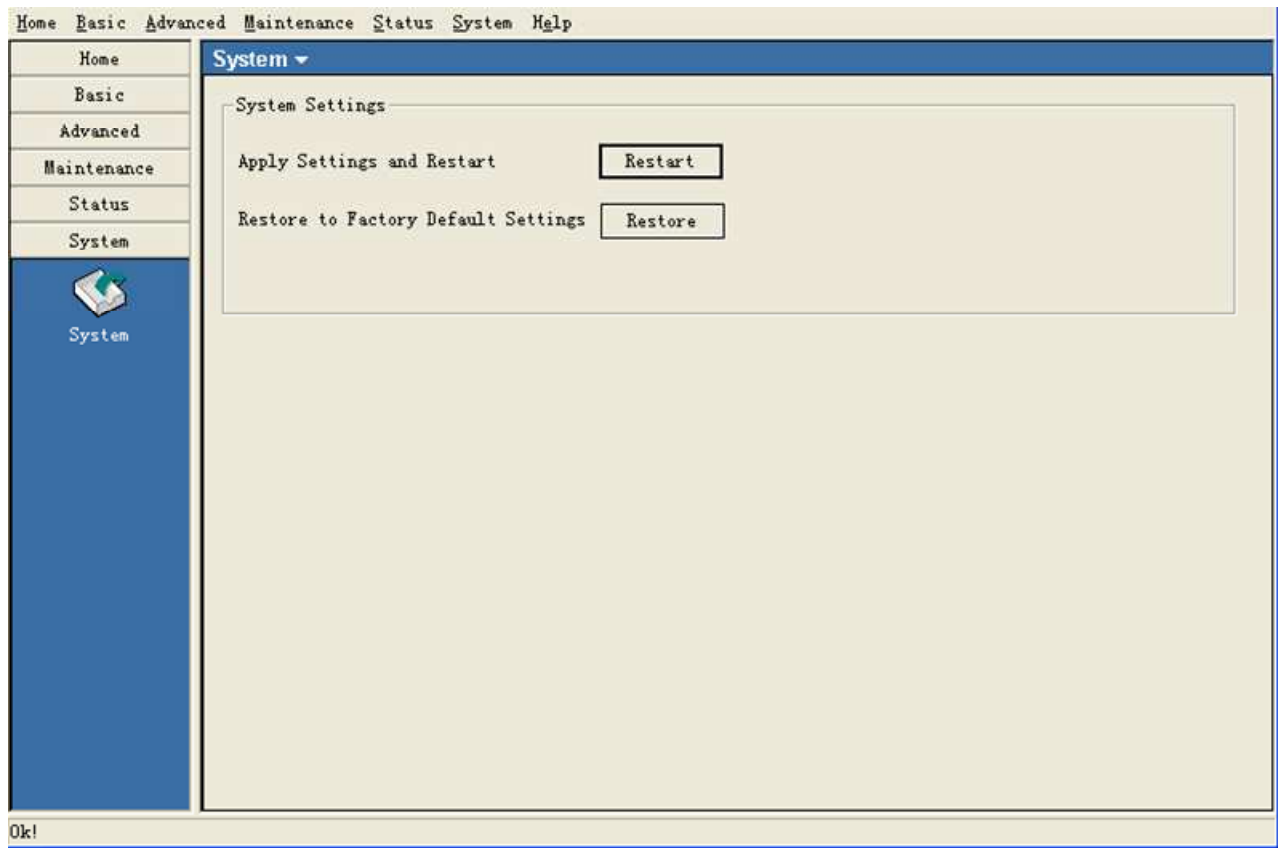 Home Basic Advanced Maintenance Status System Help
Home
Basic
Advanced
Maintenance
Status
System
System
System
System Settings
Apply Settings and Restart Restart
Restore to Factory Default Settings Restore
Ok!